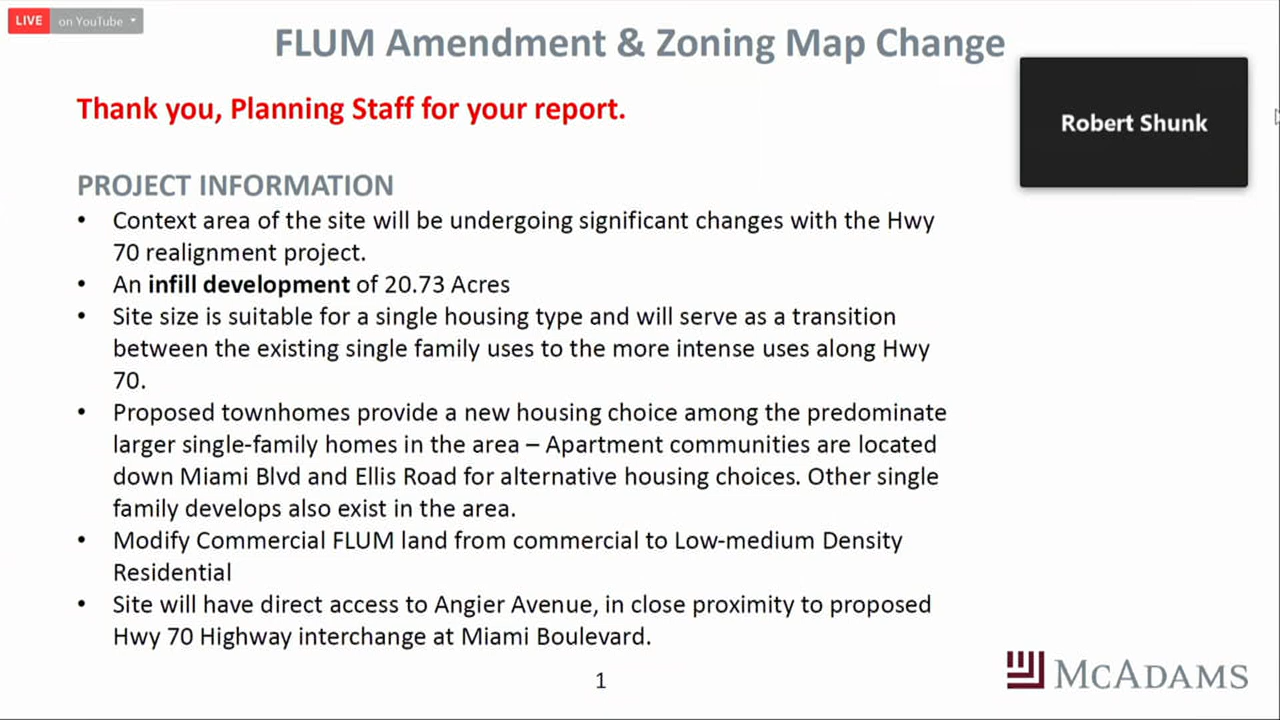 LIVE on YouTube
FLUM Amendment & Zoning Map Change
Thank you, Planning Staff for your report.
Robert Shunk
PROJECT INFORMATION
• Context area of the site will be undergoing significant changes with the Hwy
70 realignment project.
• An infill development of 20.73 Acres
• Site size is suitable for a single housing type and will serve as a transition
between the existing single family uses to the more intense uses along Hwy
70.
• Proposed townhomes provide a new housing choice among the predominate
larger single-family homes in the area – Apartment communities are located
down Miami Blvd and Ellis Road for alternative housing choices. Other single
family develops also exist in the area.
• Modify Commercial FLUM land from commercial to Low-medium Density
Residential
• Site will have direct access to Angier Avenue, in close proximity to proposed
Hwy 70 Highway interchange at Miami Boulevard.
1
McAdams